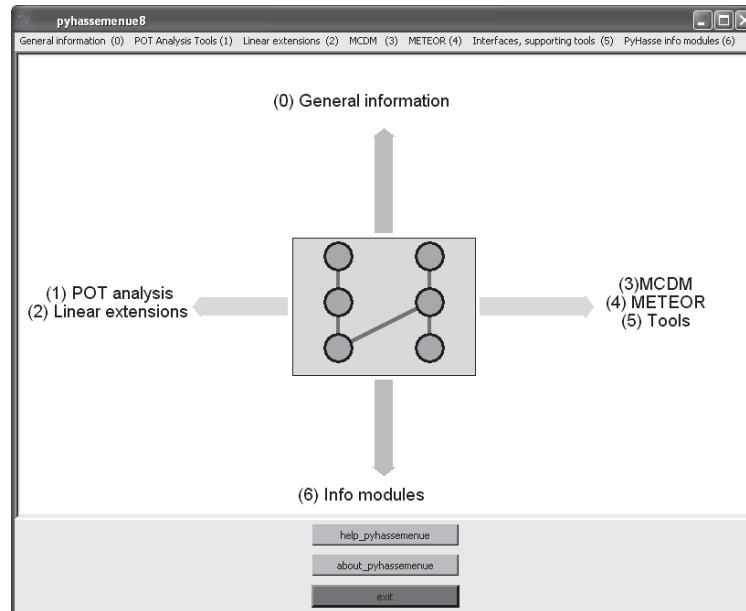 pyhassemenue8
General information (0) POT Analysis Tools (1) Linear extensions (2) MCDM (3) METEOR (4) Interfaces, supporting tools (5) PyHasse info modules (6)
(0) General information
(1) POT analysis
(2) Linear extensions
(3)MCDM
(4) METEOR
(5) Tools
(6) Info modules
help_pyhassemenue
about_pyhassemenue
exit